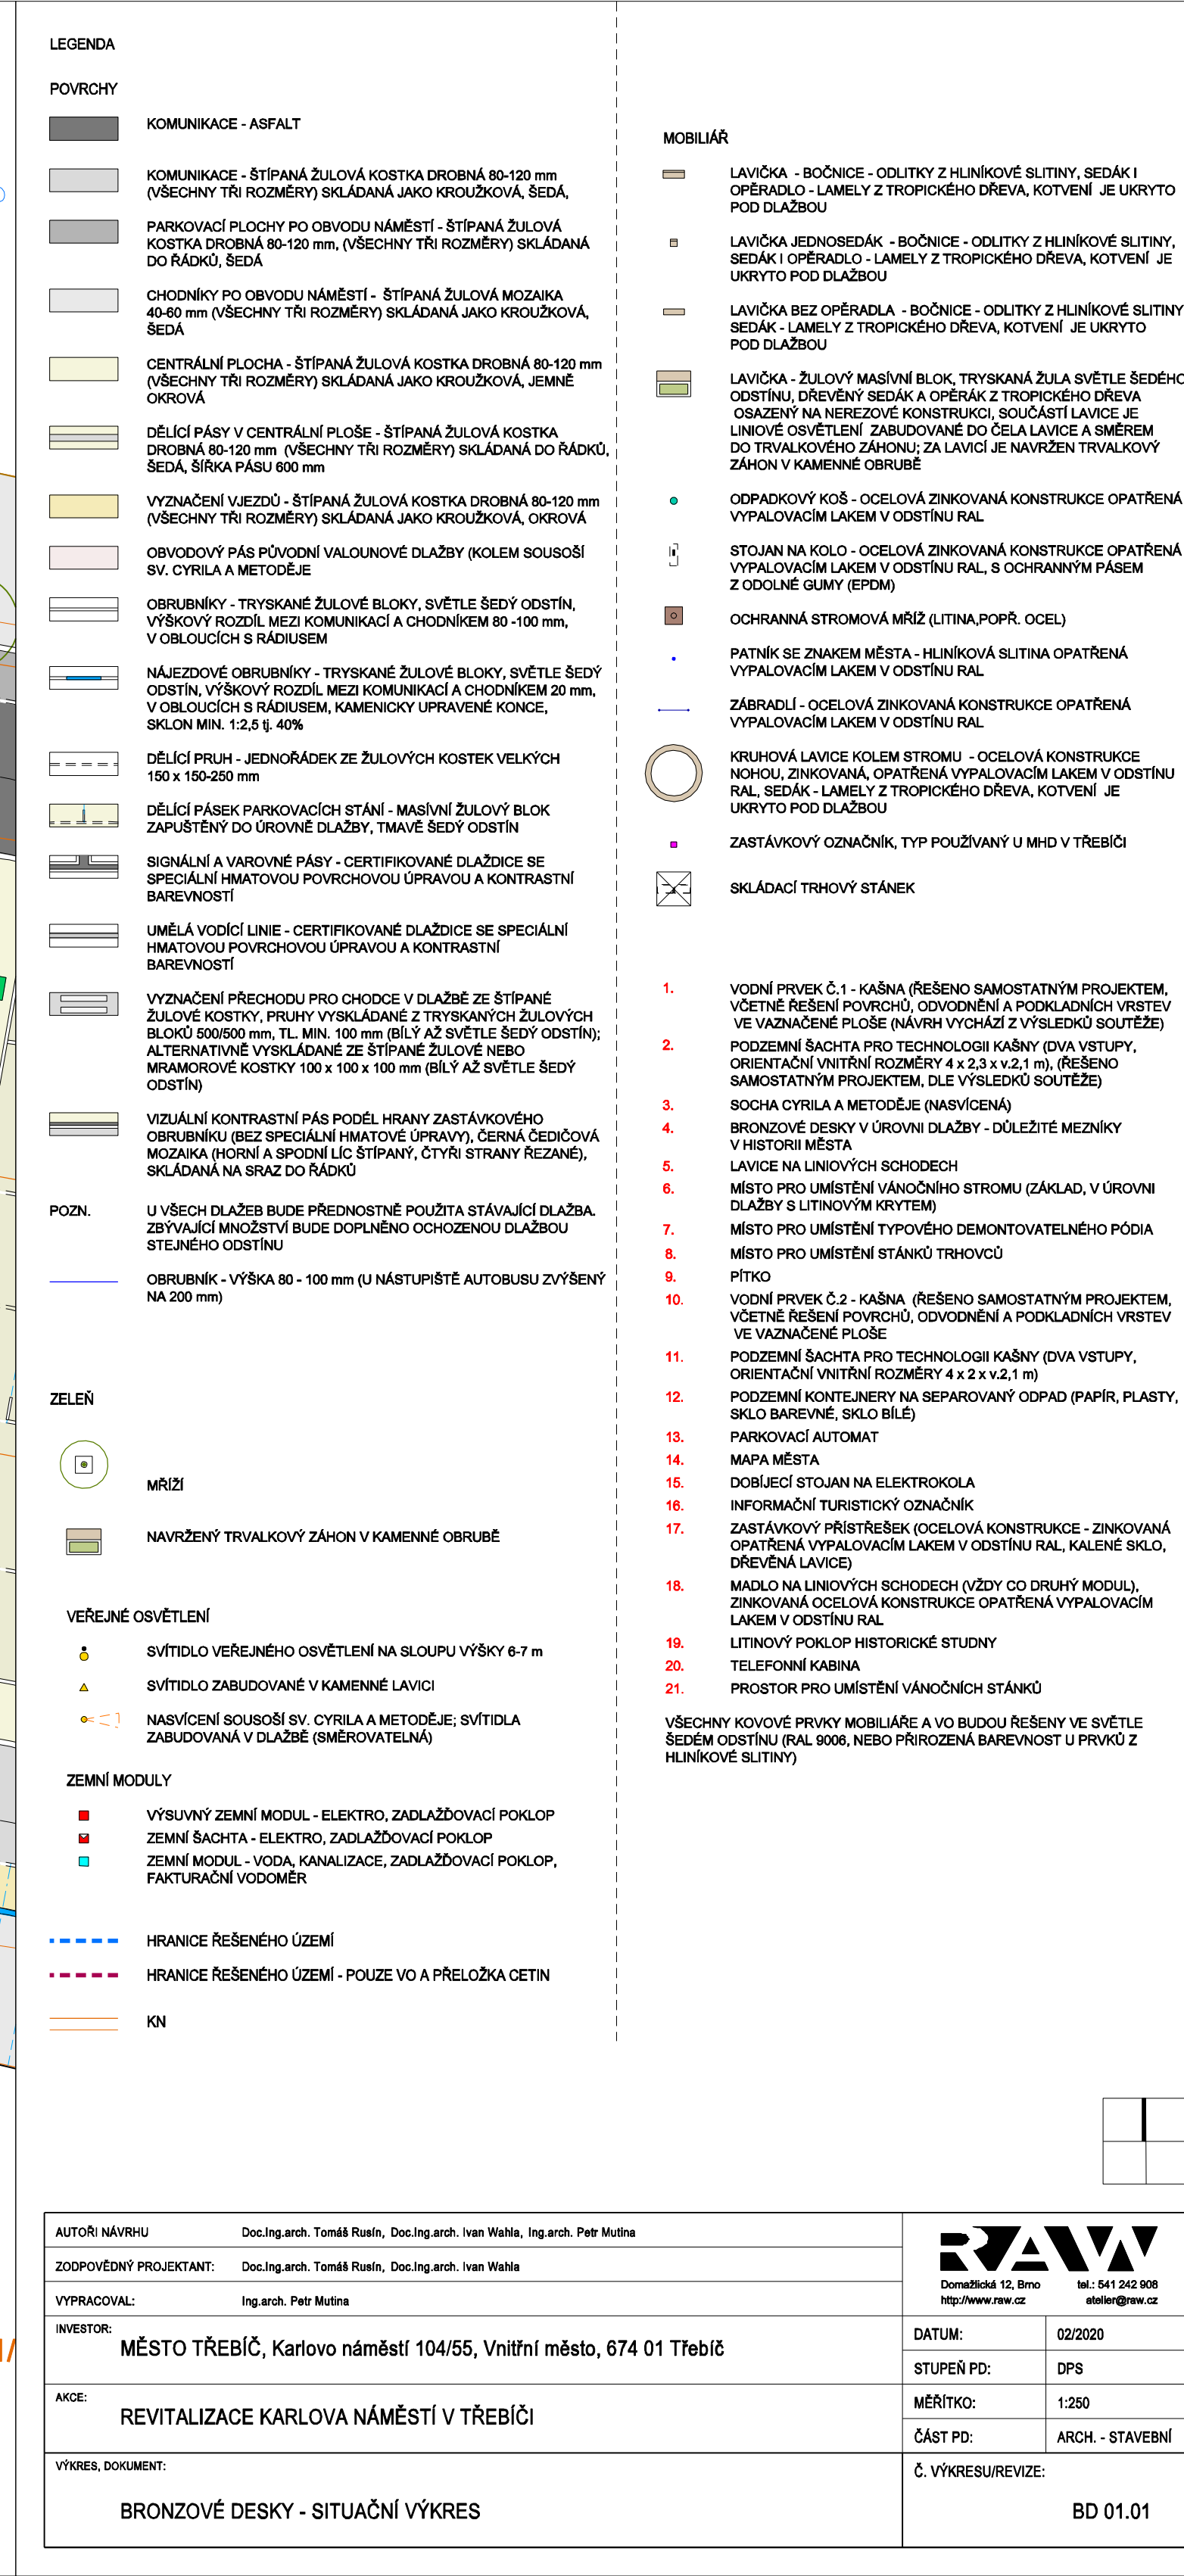 LEGENDA
POVRCHY
KOMUNIKACE - ASFALT
KOMUNIKACE - ŠTÍPANÁ ŽULOVÁ KOSTKA DROBNÁ 80-120 mm
(VŠECHNY TŘI ROZMĚRY) SKLÁDANÁ JAKO KROUŽKOVÁ, ŠEDÁ,
PARKOVACÍ PLOCHY PO OBVODU NÁMĚSTÍ - ŠTÍPANÁ ŽULOVÁ
KOSTKA DROBNÁ 80-120 mm, (VŠECHNY TŘI ROZMĚRY) SKLÁDANÁ
DO ŘÁDKŮ, ŠEDÁ
CHODNÍKY PO OBVODU NÁMĚSTÍ - ŠTÍPANÁ ŽULOVÁ MOZAIKA
40-60 mm (VŠECHNY TŘI ROZMĚRY) SKLÁDANÁ JAKO KROUŽKOVÁ,
ŠEDÁ
CENTRÁLNÍ PLOCHA - ŠTÍPANÁ ŽULOVÁ KOSTKA DROBNÁ 80-120 mm
(VŠECHNY TŘI ROZMĚRY) SKLÁDANÁ JAKO KROUŽKOVÁ, JEMNĚ
OKROVÁ
DĚLÍCÍ PÁSY V CENTRÁLNÍ PLOŠE - ŠTÍPANÁ ŽULOVÁ KOSTKA
DROBNÁ 80-120 mm (VŠECHNY TŘI ROZMĚRY) SKLÁDANÁ DO ŘÁDKŮ,
ŠEDÁ, ŠÍŘKA PÁSU 600 mm
VYZNAČENÍ VJEZDŮ - ŠTÍPANÁ ŽULOVÁ KOSTKA DROBNÁ 80-120 mm
(VŠECHNY TŘI ROZMĚRY) SKLÁDANÁ JAKO KROUŽKOVÁ, OKROVÁ
OBVODOVÝ PÁS PŮVODNÍ VALOUNOVÉ DLAŽBY (KOLEM SOUSOŠÍ
SV. CYRILA A METODĚJE
OBRUBNÍKY - TRYSKANÉ ŽULOVÉ BLOKY, SVĚTLE ŠEDÝ ODSTÍN,
VÝŠKOVÝ ROZDÍL MEZI KOMUNIKACÍ A CHODNÍKEM 80 -100 mm,
V OBLOUCÍCH S RÁDIUSEM
NÁJEZDOVÉ OBRUBNÍKY - TRYSKANÉ ŽULOVÉ BLOKY, SVĚTLE ŠEDÝ
ODSTÍN, VÝŠKOVÝ ROZDÍL MEZI KOMUNIKACÍ A CHODNÍKEM 20 mm,
V OBLOUCÍCH S RÁDIUSEM, KAMENICKY UPRAVENÉ KONCE,
SKLON MIN. 1:2,5 tj. 40%
DĚLÍCÍ PRUH - JEDNOŘÁDEK ZE ŽULOVÝCH KOSTEK VELKÝCH
150 x 150-250 mm
DĚLÍCÍ PÁSEK PARKOVACÍCH STÁNÍ - MASÍVNÍ ŽULOVÝ BLOK
ZAPUŠTĚNÝ DO ÚROVNĚ DLAŽBY, TMAVĚ ŠEDÝ ODSTÍN
SIGNÁLNÍ A VAROVNÉ PÁSY - CERTIFIKOVANÉ DLAŽDICE SE
SPECIÁLNÍ HMATOVOU POVRCHOVOU ÚPRAVOU A KONTRASTNÍ
BAREVNOSTÍ
UMĚLÁ VODÍCÍ LINIE - CERTIFIKOVANÉ DLAŽDICE SE SPECIÁLNÍ
HMATOVOU POVRCHOVOU ÚPRAVOU A KONTRASTNÍ
BAREVNOSTÍ
VYZNAČENÍ PŘECHODU PRO CHODCE V DLAŽBĚ ZE ŠTÍPANÉ
ŽULOVÉ KOSTKY, PRUHY VYSKLÁDANÉ Z TRYSKANÝCH ŽULOVÝCH
BLOKŮ 500/500 mm, TL. MIN. 100 mm (BÍLÝ AŽ SVĚTLE ŠEDÝ ODSTÍN);
ALTERNATIVNĚ VYSKLÁDANÉ ZE ŠTÍPANÉ ŽULOVÉ NEBO
MRAMOROVÉ KOSTKY 100 x 100 x 100 mm (BÍLÝ AŽ SVĚTLE ŠEDÝ
ODSTÍN)
VIZUÁLNÍ KONTRASTNÍ PÁS PODÉL HRANY ZASTÁVKOVÉHO
OBRUBNÍKU (BEZ SPECIÁLNÍ HMATOVÉ ÚPRAVY), ČERNÁ ČEDIČOVÁ
MOZAIKA (HORNÍ A SPODNÍ LÍC ŠTÍPANÝ, ČTYŘI STRANY ŘEZANÉ),
SKLÁDANÁ NA SRAZ DO ŘÁDKŮ
POZN. U VŠECH DLAŽEB BUDE PŘEDNOSTNĚ POUŽITA STÁVAJÍCÍ DLAŽBA.
ZBÝVAJÍCÍ MNOŽSTVÍ BUDE DOPLNĚNO OCHOZENOU DLAŽBOU
STEJNÉHO ODSTÍNU
OBRUBNÍK - VÝŠKA 80 - 100 mm (U NÁSTUPIŠTĚ AUTOBUSU ZVÝŠENÝ
NA 200 mm)
ZELEŇ
MŘÍŽÍ
NAVRŽENÝ TRVALKOVÝ ZÁHON V KAMENNÉ OBRUBĚ
VEŘEJNÉ OSVĚTLENÍ
SVÍTIDLO VEŘEJNÉHO OSVĚTLENÍ NA SLOUPU VÝŠKY 6-7 m
SVÍTIDLO ZABUDOVANÉ V KAMENNÉ LAVICI
NASVÍCENÍ SOUSOŠÍ SV. CYRILA A METODĚJE; SVÍTIDLA
ZABUDOVANÁ V DLAŽBĚ (SMĚROVATELNÁ)
ZEMNÍ MODULY
VÝSUVNÝ ZEMNÍ MODUL - ELEKTRO, ZADLAŽĎOVACÍ POKLOP
ZEMNÍ ŠACHTA - ELEKTRO, ZADLAŽĎOVACÍ POKLOP
ZEMNÍ MODUL - VODA, KANALIZACE, ZADLAŽĎOVACÍ POKLOP,
FAKTURAČNÍ VODOMĚR
HRANICE ŘEŠENÉHO ÚZEMÍ
HRANICE ŘEŠENÉHO ÚZEMÍ - POUZE VO A PŘELOŽKA CETIN
KN
MOBILIÁŘ
LAVIČKA - BOČNICE - ODLITKY Z HLINÍKOVÉ SLITINY, SEDÁK I
OPĚRADLO - LAMELY Z TROPICKÉHO DŘEVA, KOTVENÍ JE UKRYTO
POD DLAŽBOU
LAVIČKA JEDNOSEDÁK - BOČNICE - ODLITKY Z HLINÍKOVÉ SLITINY,
SEDÁK I OPĚRADLO - LAMELY Z TROPICKÉHO DŘEVA, KOTVENÍ JE
UKRYTO POD DLAŽBOU
LAVIČKA BEZ OPĚRADLA - BOČNICE - ODLITKY Z HLINÍKOVÉ SLITINY
SEDÁK - LAMELY Z TROPICKÉHO DŘEVA, KOTVENÍ JE UKRYTO
POD DLAŽBOU
LAVIČKA - ŽULOVÝ MASÍVNÍ BLOK, TRYSKANÁ ŽULA SVĚTLE ŠEDÉHO
ODSTÍNU, DŘEVĚNÝ SEDÁK A OPĚRÁK Z TROPICKÉHO DŘEVA
OSAZENÝ NA NEREZOVÉ KONSTRUKCI, SOUČÁSTÍ LAVICE JE
LINIOVÉ OSVĚTLENÍ ZABUDOVANÉ DO ČELA LAVICE A SMĚREM
DO TRVALKOVÉHO ZÁHONU; ZA LAVICÍ JE NAVRŽEN TRVALKOVÝ
ZÁHON V KAMENNÉ OBRUBĚ
ODPADKOVÝ KOŠ - OCELOVÁ ZINKOVANÁ KONSTRUKCE OPATŘENÁ
VYPALOVACÍM LAKEM V ODSTÍNU RAL
STOJAN NA KOLO - OCELOVÁ ZINKOVANÁ KONSTRUKCE OPATŘENÁ
VYPALOVACÍM LAKEM V ODSTÍNU RAL, S OCHRANNÝM PÁSEM
Z ODOLNÉ GUMY (EPDM)
OCHRANNÁ STROMOVÁ MŘÍŽ (LITINA,POPŘ. OCEL)
PATNÍK SE ZNAKEM MĚSTA - HLINÍKOVÁ SLITINA OPATŘENÁ
VYPALOVACÍM LAKEM V ODSTÍNU RAL
ZÁBRADLÍ - OCELOVÁ ZINKOVANÁ KONSTRUKCE OPATŘENÁ
VYPALOVACÍM LAKEM V ODSTÍNU RAL
KRUHOVÁ LAVICE KOLEM STROMU - OCELOVÁ KONSTRUKCE
NOHOU, ZINKOVANÁ, OPATŘENÁ VYPALOVACÍM LAKEM V ODSTÍNU
RAL, SEDÁK - LAMELY Z TROPICKÉHO DŘEVA, KOTVENÍ JE
UKRYTO POD DLAŽBOU
ZASTÁVKOVÝ OZNAČNÍK, TYP POUŽÍVANÝ U MHD V TŘEBÍČI
SKLÁDACÍ TRHOVÝ STÁNEK
1. VODNÍ PRVEK Č.1 - KAŠNA (ŘEŠENO SAMOSTATNÝM PROJEKTEM,
VČETNĚ ŘEŠENÍ POVRCHŮ, ODVODNĚNÍ A PODKLADNÍCH VRSTEV
VE VAZNAČENÉ PLOŠE (NÁVRH VYCHÁZÍ Z VÝSLEDKŮ SOUTĚŽE)
2. PODZEMNÍ ŠACHTA PRO TECHNOLOGII KAŠNY (DVA VSTUPY,
ORIENTAČNÍ VNITŘNÍ ROZMĚRY 4 x 2,3 x v.2,1 m), (ŘEŠENO
SAMOSTATNÝM PROJEKTEM, DLE VÝSLEDKŮ SOUTĚŽE)
3. SOCHA CYRILA A METODĚJE (NASVÍCENÁ)
4. BRONZOVÉ DESKY V ÚROVNI DLAŽBY - DŮLEŽITÉ MEZNÍKY
V HISTORII MĚSTA
5. LAVICE NA LINIOVÝCH SCHODECH
6. MÍSTO PRO UMÍSTĚNÍ VÁNOČNÍHO STROMU (ZÁKLAD, V ÚROVNI
DLAŽBY S LITINOVÝM KRYTEM)
7. MÍSTO PRO UMÍSTĚNÍ TYPOVÉHO DEMONTOVATELNÉHO PÓDIA
8. MÍSTO PRO UMÍSTĚNÍ STÁNKŮ TRHOVCŮ
9. PÍTKO
10. VODNÍ PRVEK Č.2 - KAŠNA (ŘEŠENO SAMOSTATNÝM PROJEKTEM,
VČETNĚ ŘEŠENÍ POVRCHŮ, ODVODNĚNÍ A PODKLADNÍCH VRSTEV
VE VAZNAČENÉ PLOŠE
11. PODZEMNÍ ŠACHTA PRO TECHNOLOGII KAŠNY (DVA VSTUPY,
ORIENTAČNÍ VNITŘNÍ ROZMĚRY 4 x 2 x v.2,1 m)
12. PODZEMNÍ KONTEJNERY NA SEPAROVANÝ ODPAD (PAPÍR, PLASTY,
SKLO BAREVNÉ, SKLO BÍLÉ)
13. PARKOVACÍ AUTOMAT
14. MAPA MĚSTA
15. DOBÍJECÍ STOJAN NA ELEKTROKOLA
16. INFORMAČNÍ TURISTICKÝ OZNAČNÍK
17. ZASTÁVKOVÝ PŘÍSTŘEŠEK (OCELOVÁ KONSTRUKCE - ZINKOVANÁ
OPATŘENÁ VYPALOVACÍM LAKEM V ODSTÍNU RAL, KALENÉ SKLO,
DŘEVĚNÁ LAVICE)
18. MADLO NA LINIOVÝCH SCHODECH (VŽDY CO DRUHÝ MODUL),
ZINKOVANÁ OCELOVÁ KONSTRUKCE OPATŘENÁ VYPALOVACÍM
LAKEM V ODSTÍNU RAL
19. LITINOVÝ POKLOP HISTORICKÉ STUDNY
20. TELEFONNÍ KABINA
21. PROSTOR PRO UMÍSTĚNÍ VÁNOČNÍCH STÁNKŮ
VŠECHNY KOVOVÉ PRVKY MOBILIÁŘE A VO BUDOU ŘEŠENY VE SVĚTLE
ŠEDÉM ODSTÍNU (RAL 9006, NEBO PŘIROZENÁ BAREVNOST U PRVKŮ Z
HLINÍKOVÉ SLITINY)
AUTOŘI NÁVRHU Doc.Ing.arch. Tomáš Rusín, Doc.Ing.arch. Ivan Wahla, Ing.arch. Petr Mutina
ZODPOVĚDNÝ PROJEKTANT: Doc.Ing.arch. Tomáš Rusín, Doc.Ing.arch. Ivan Wahla
VYPRACOVAL: Ing.arch. Petr Mutina
INVESTOR:
MĚSTO TŘEBÍČ, Karlovo náměstí 104/55, Vnitřní město, 674 01 Třebíč
AKCE:
REVITALIZACE KARLOVA NÁMĚSTÍ V TŘEBÍČI
VÝKRES, DOKUMENT:
BRONZOVÉ DESKY - SITUAČNÍ VÝKRES
RAW
Domažlická 12, Brno tel.: 541 242 908
http://www.raw.cz atelier@raw.cz
DATUM: 02/2020
STUPEŇ PD: DPS
MĚŘÍTKO: 1:250
ČÁST PD: ARCH. - STAVEBNÍ
Č. VÝKRESU/REVIZE:
BD 01.01